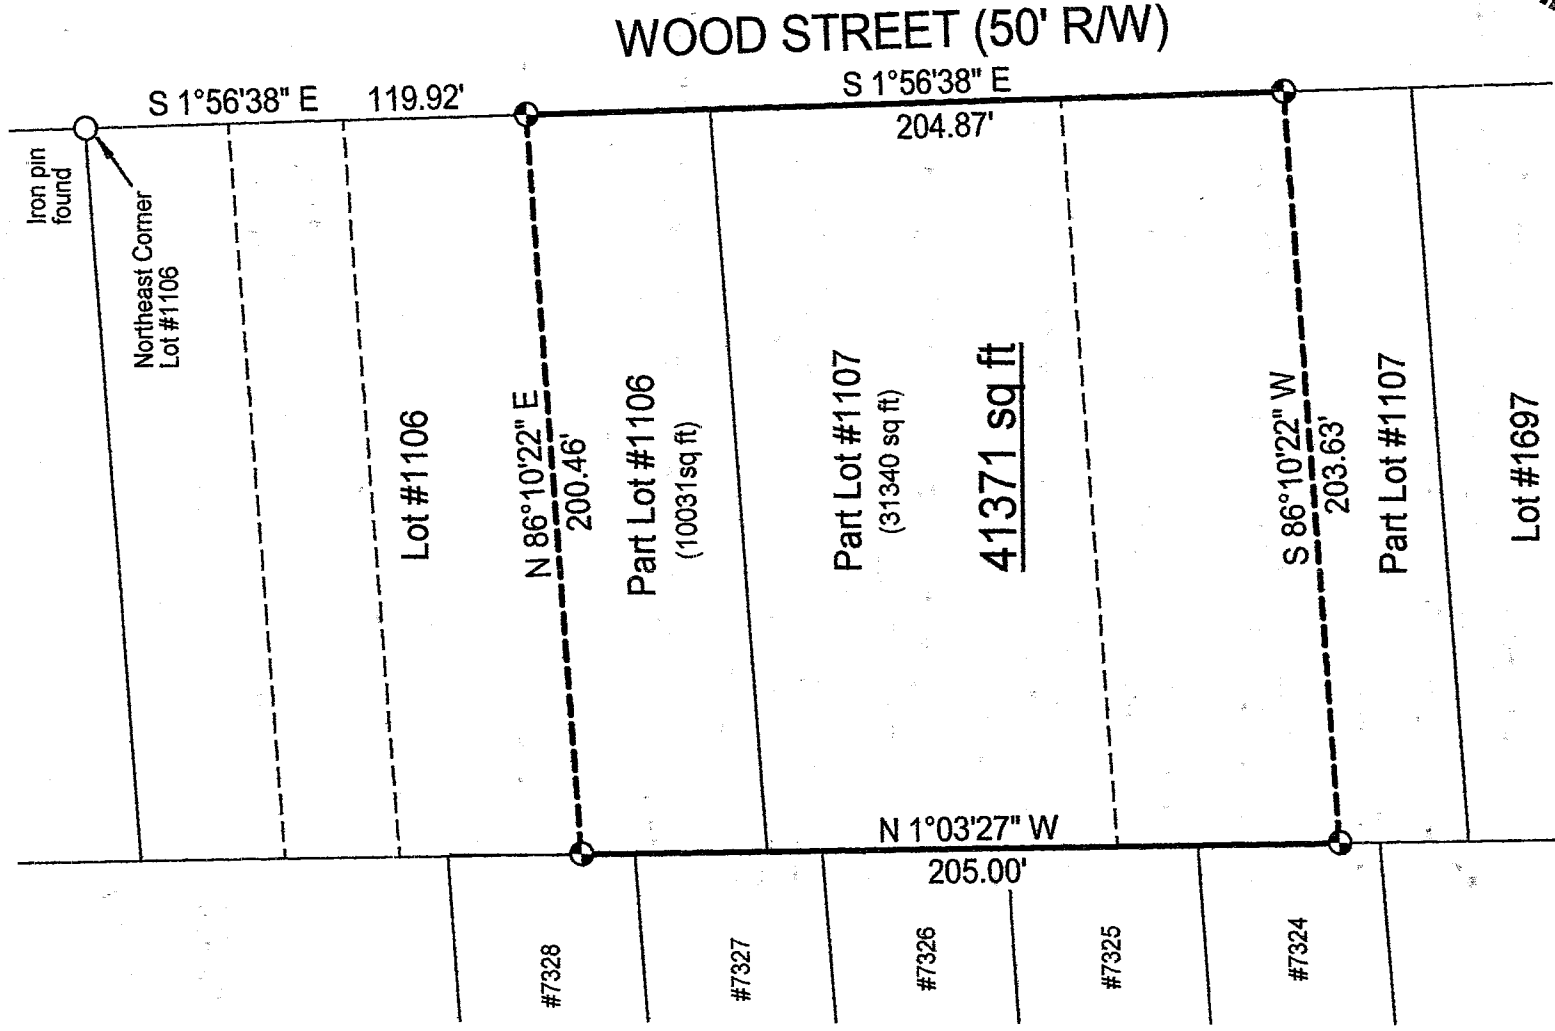 WOOD STREET (50' R/W)
S 1°56'38" E
119.92'
S 1°56'38" E
204.87'
Iron pin
found
Northeast Corner
Lot #1106
Lot #1106
N 86°10'22" E
200.46'
Part Lot #1106
(10031sq ft)
Part Lot #1107
(31340 sq ft)
41371 sq ft
S 86°10'22" W
203.63'
Part Lot #1107
Lot #1697
N 1°03'27" W
205.00'
#7328
#7327
#7326
#7325
#7324